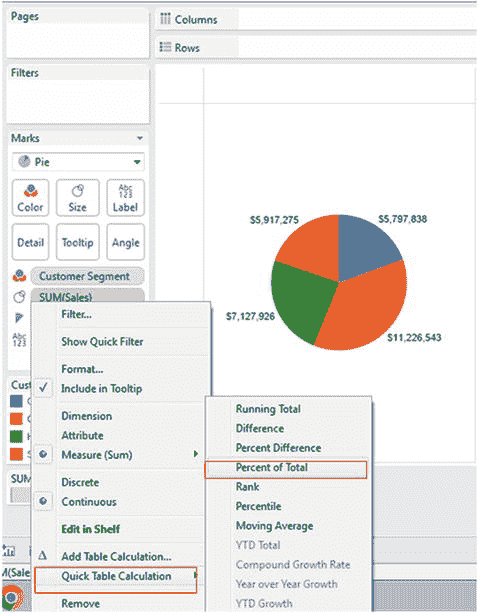 Pages
Columns
Rows
Filters
Marks
Pie
Color
Size
Abc
123
Label
Detail
Tooltip
Angle
Customer Segment
SUM(Sales)
Abc
123
$5,917,275
$5,797,838
$7,127,926
$11,226,543
Filter...
Show Quick Filter
Format...
Include in Tooltip
Dimension
Attribute
Measure (Sum)
Discrete
Continuous
Edit in Shelf
Add Table Calculation...
Quick Table Calculation
Remove
Running Total
Difference
Percent Difference
Percent of Total
Rank
Percentile
Moving Average
YTD Total
Compound Growth Rate
Year over Year Growth
YTD Growth
Cust
C
C
H
S
SUM